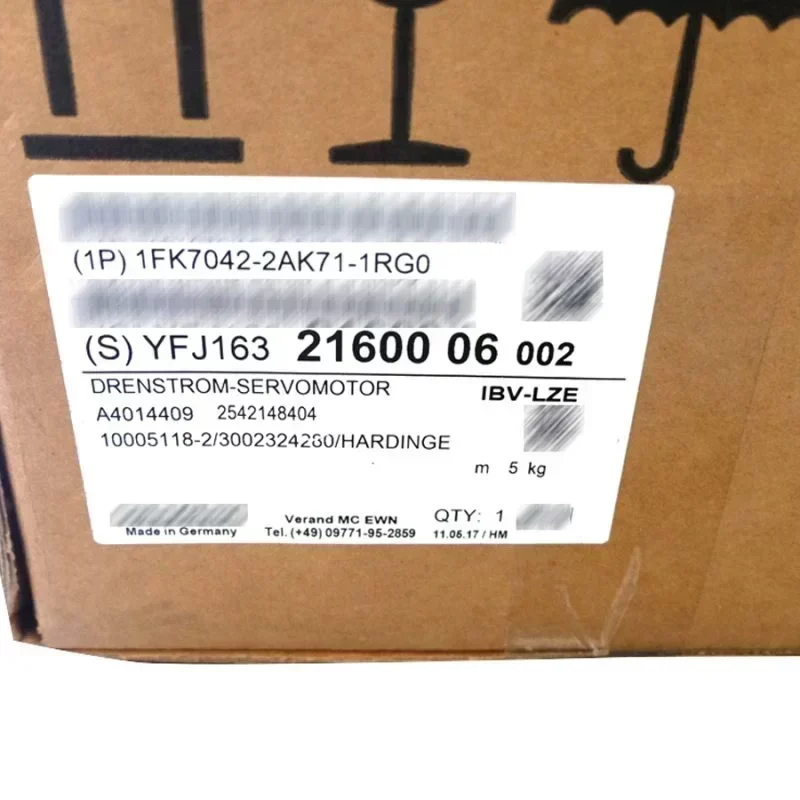 (1P) 1FK7042-2AK71-1RG0
(S) YFJ163 21600 06 002
DRENSTROM-SERVOMOTOR IBV-LZE
A4014409 2542148404
10005118-2/3002324280/HARDINGE
m 5 kg
Verand MC EWN QTY: 1
Made in Germany Tel. (+49) 09771-95-2859 11.05.17 / HM